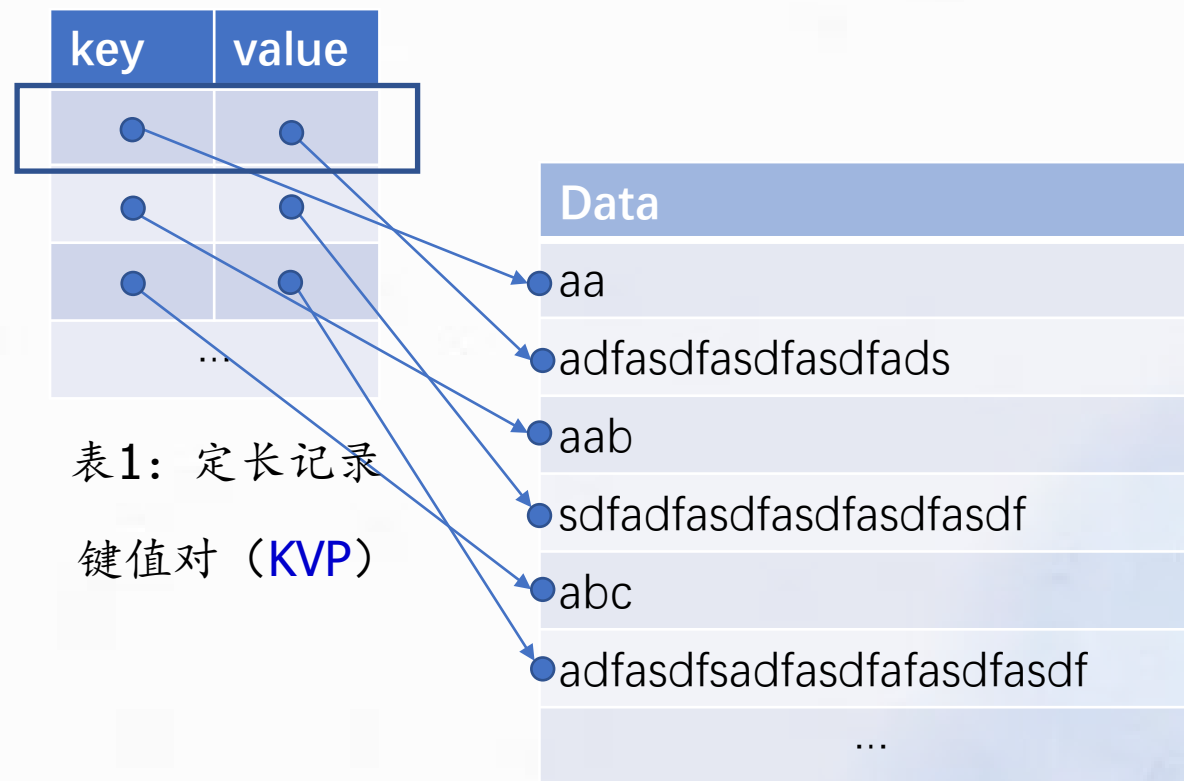 key value
...
表1：定长记录
键值对（KVP）
Data
aa
adfasdfasdfasdfads
aab
sdfadfasdfasdfasdfasdf
abc
adfasdfsadfasdfafasdfasdf
...